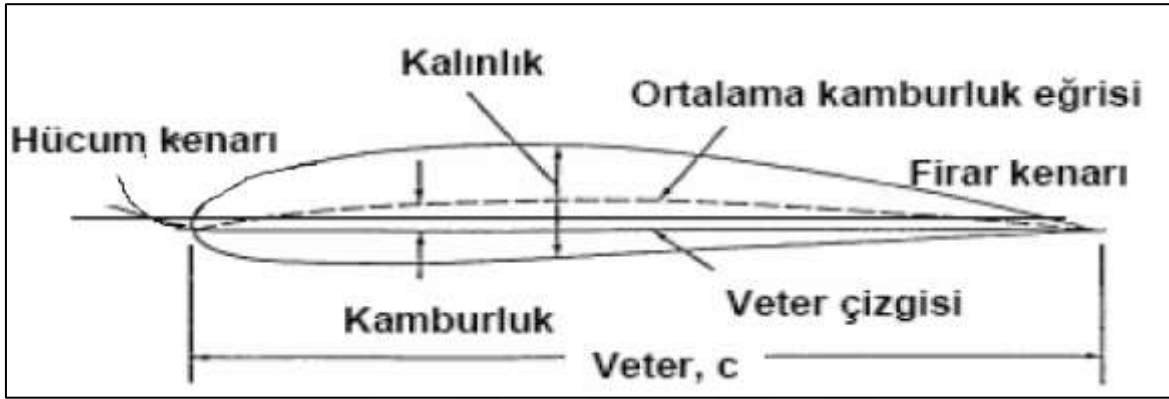 Kalınlık
Ortalama kamburluk eğrisi
Hücum kenarı
Firar kenarı
Kamburluk
Veter çizgisi
Veter, c